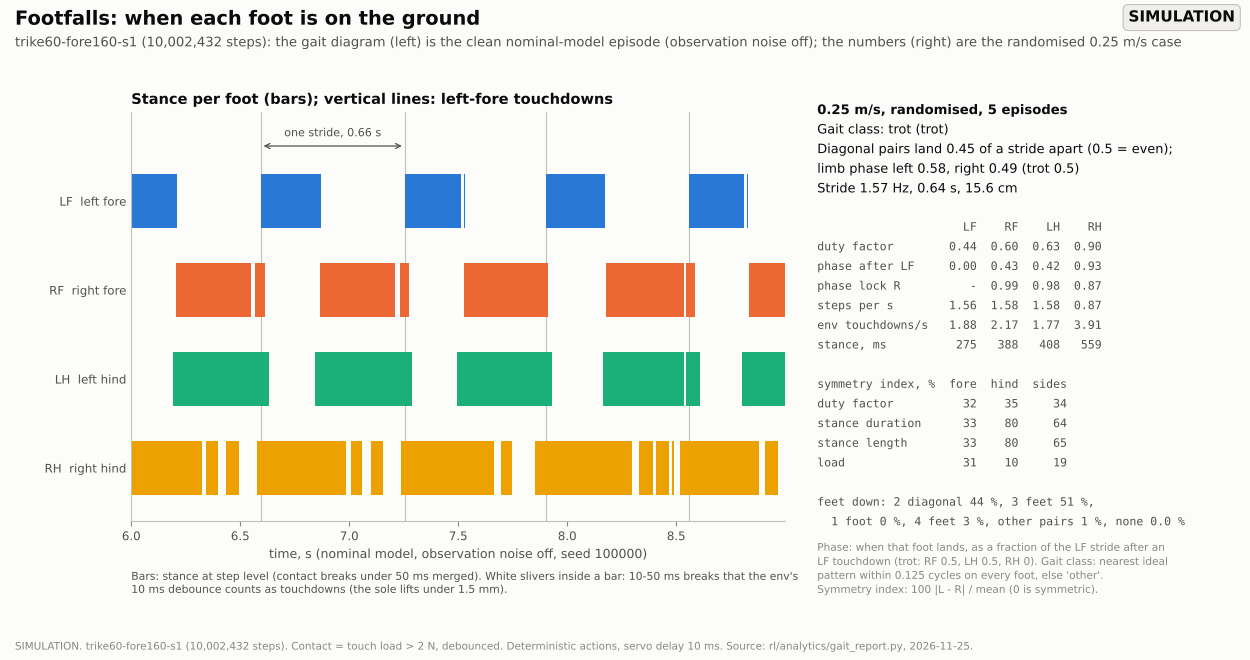 Footfalls: when each foot is on the ground
SIMULATION
trike60-fore160-s1 (10,002,432 steps): the gait diagram (left) is the clean nominal-model episode (observation noise off); the numbers (right) are the randomised 0.25 m/s case
Stance per foot (bars); vertical lines: left-fore touchdowns
one stride, 0.66 s
LF left fore
RF right fore
LH left hind
RH right hind
6.0 6.5 7.0 7.5 8.0 8.5
time, s (nominal model, observation noise off, seed 100000)
Bars: stance at step level (contact breaks under 50 ms merged). White slivers inside a bar: 10-50 ms breaks that the env's
10 ms debounce counts as touchdowns (the sole lifts under 1.5 mm).
0.25 m/s, randomised, 5 episodes
Gait class: trot (trot)
Diagonal pairs land 0.45 of a stride apart (0.5 = even);
limb phase left 0.58, right 0.49 (trot 0.5)
Stride 1.57 Hz, 0.64 s, 15.6 cm
LF RF LH RH
duty factor 0.44 0.60 0.63 0.90
phase after LF 0.00 0.43 0.42 0.93
phase lock R - 0.99 0.98 0.87
steps per s 1.56 1.58 1.58 0.87
env touchdowns/s 1.88 2.17 1.77 3.91
stance, ms 275 388 408 559
symmetry index, % fore hind sides
duty factor 32 35 34
stance duration 33 80 64
stance length 33 80 65
load 31 10 19
feet down: 2 diagonal 44 %, 3 feet 51 %,
1 foot 0 %, 4 feet 3 %, other pairs 1 %, none 0.0 %
Phase: when that foot lands, as a fraction of the LF stride after an
LF touchdown (trot: RF 0.5, LH 0.5, RH 0). Gait class: nearest ideal
pattern within 0.125 cycles on every foot, else 'other'.
Symmetry index: 100 |L - R| / mean (0 is symmetric).
SIMULATION. trike60-fore160-s1 (10,002,432 steps). Contact = touch load > 2 N, debounced. Deterministic actions, servo delay 10 ms. Source: rl/analytics/gait_report.py, 2026-11-25.